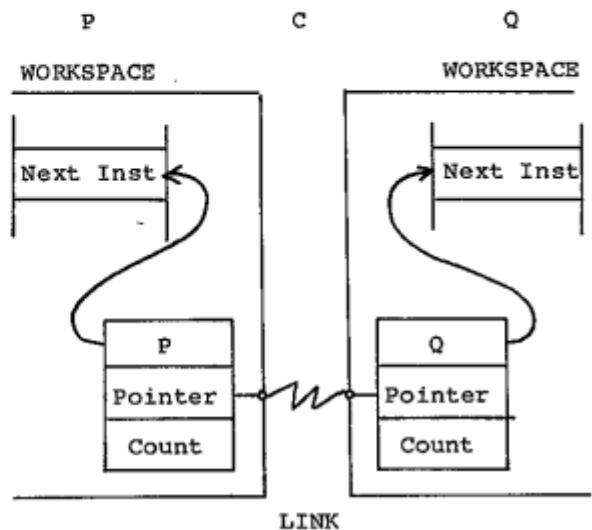 P C Q
WORKSPACE WORKSPACE
Next Inst Next Inst
P Q
Pointer Pointer
Count Count
LINK